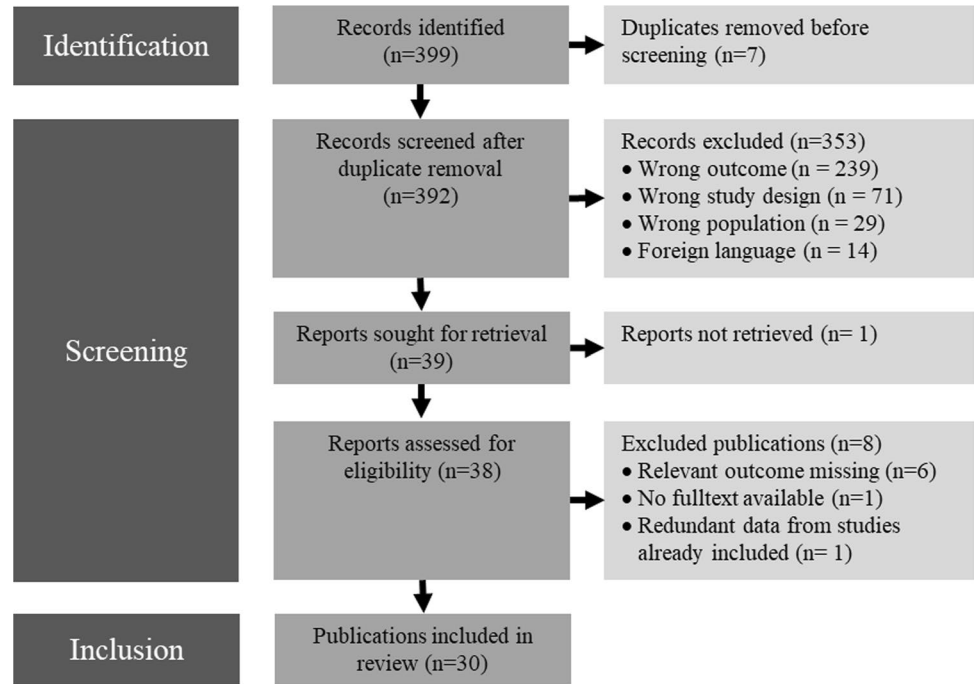 Identification
Records identified
(n=399)
Duplicates removed before
screening (n=7)
Screening
Records screened after
duplicate removal
(n=392)
Records excluded (n=353)
• Wrong outcome (n = 239)
• Wrong study design (n = 71)
• Wrong population (n = 29)
• Foreign language (n = 14)
Reports sought for retrieval
(n=39)
Reports not retrieved (n= 1)
Reports assessed for
eligibility (n=38)
Excluded publications (n=8)
• Relevant outcome missing (n=6)
• No fulltext available (n=1)
• Redundant data from studies
already included (n= 1)
Inclusion
Publications included in
review (n=30)